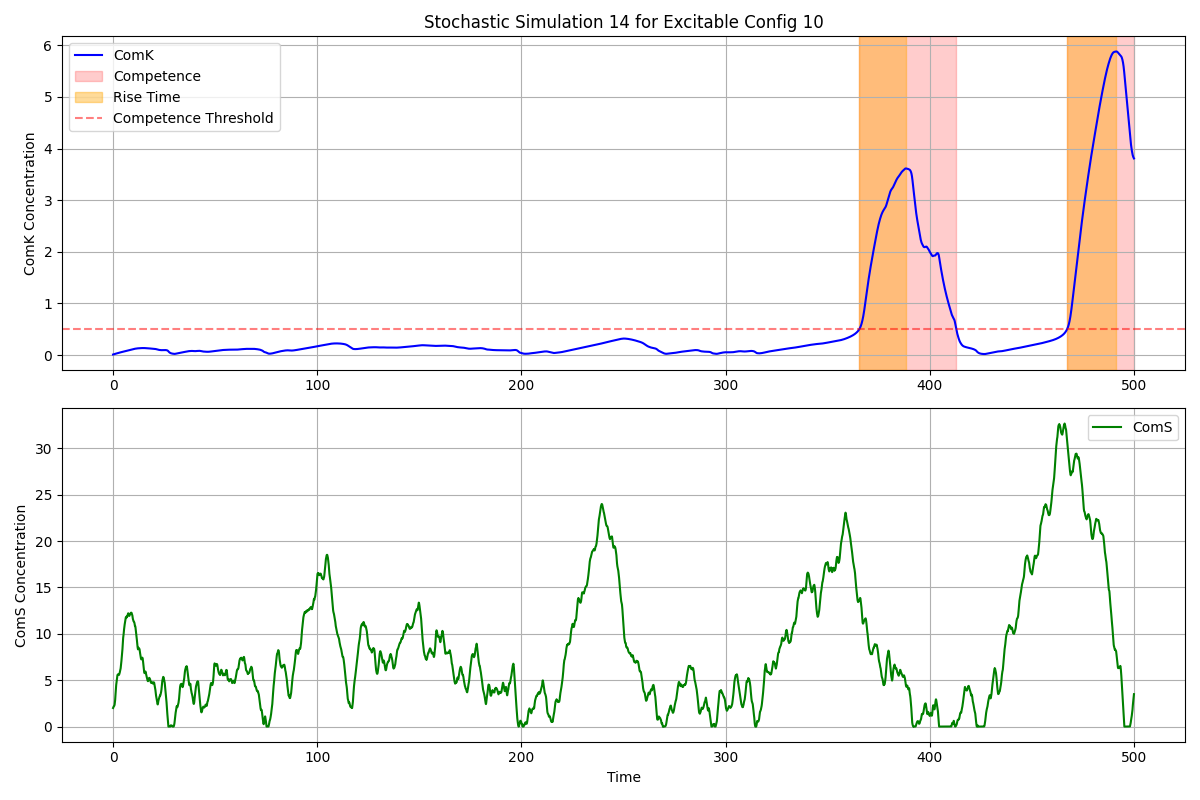 Stochastic Simulation 14 for Excitable Config 10
ComK Concentration
6
5
4
3
2
1
0
ComK
Competence
Rise Time
Competence Threshold
0 100 200 300 400 500
ComS Concentration
30
25
20
15
10
5
0
ComS
0 100 200 300 400 500
Time